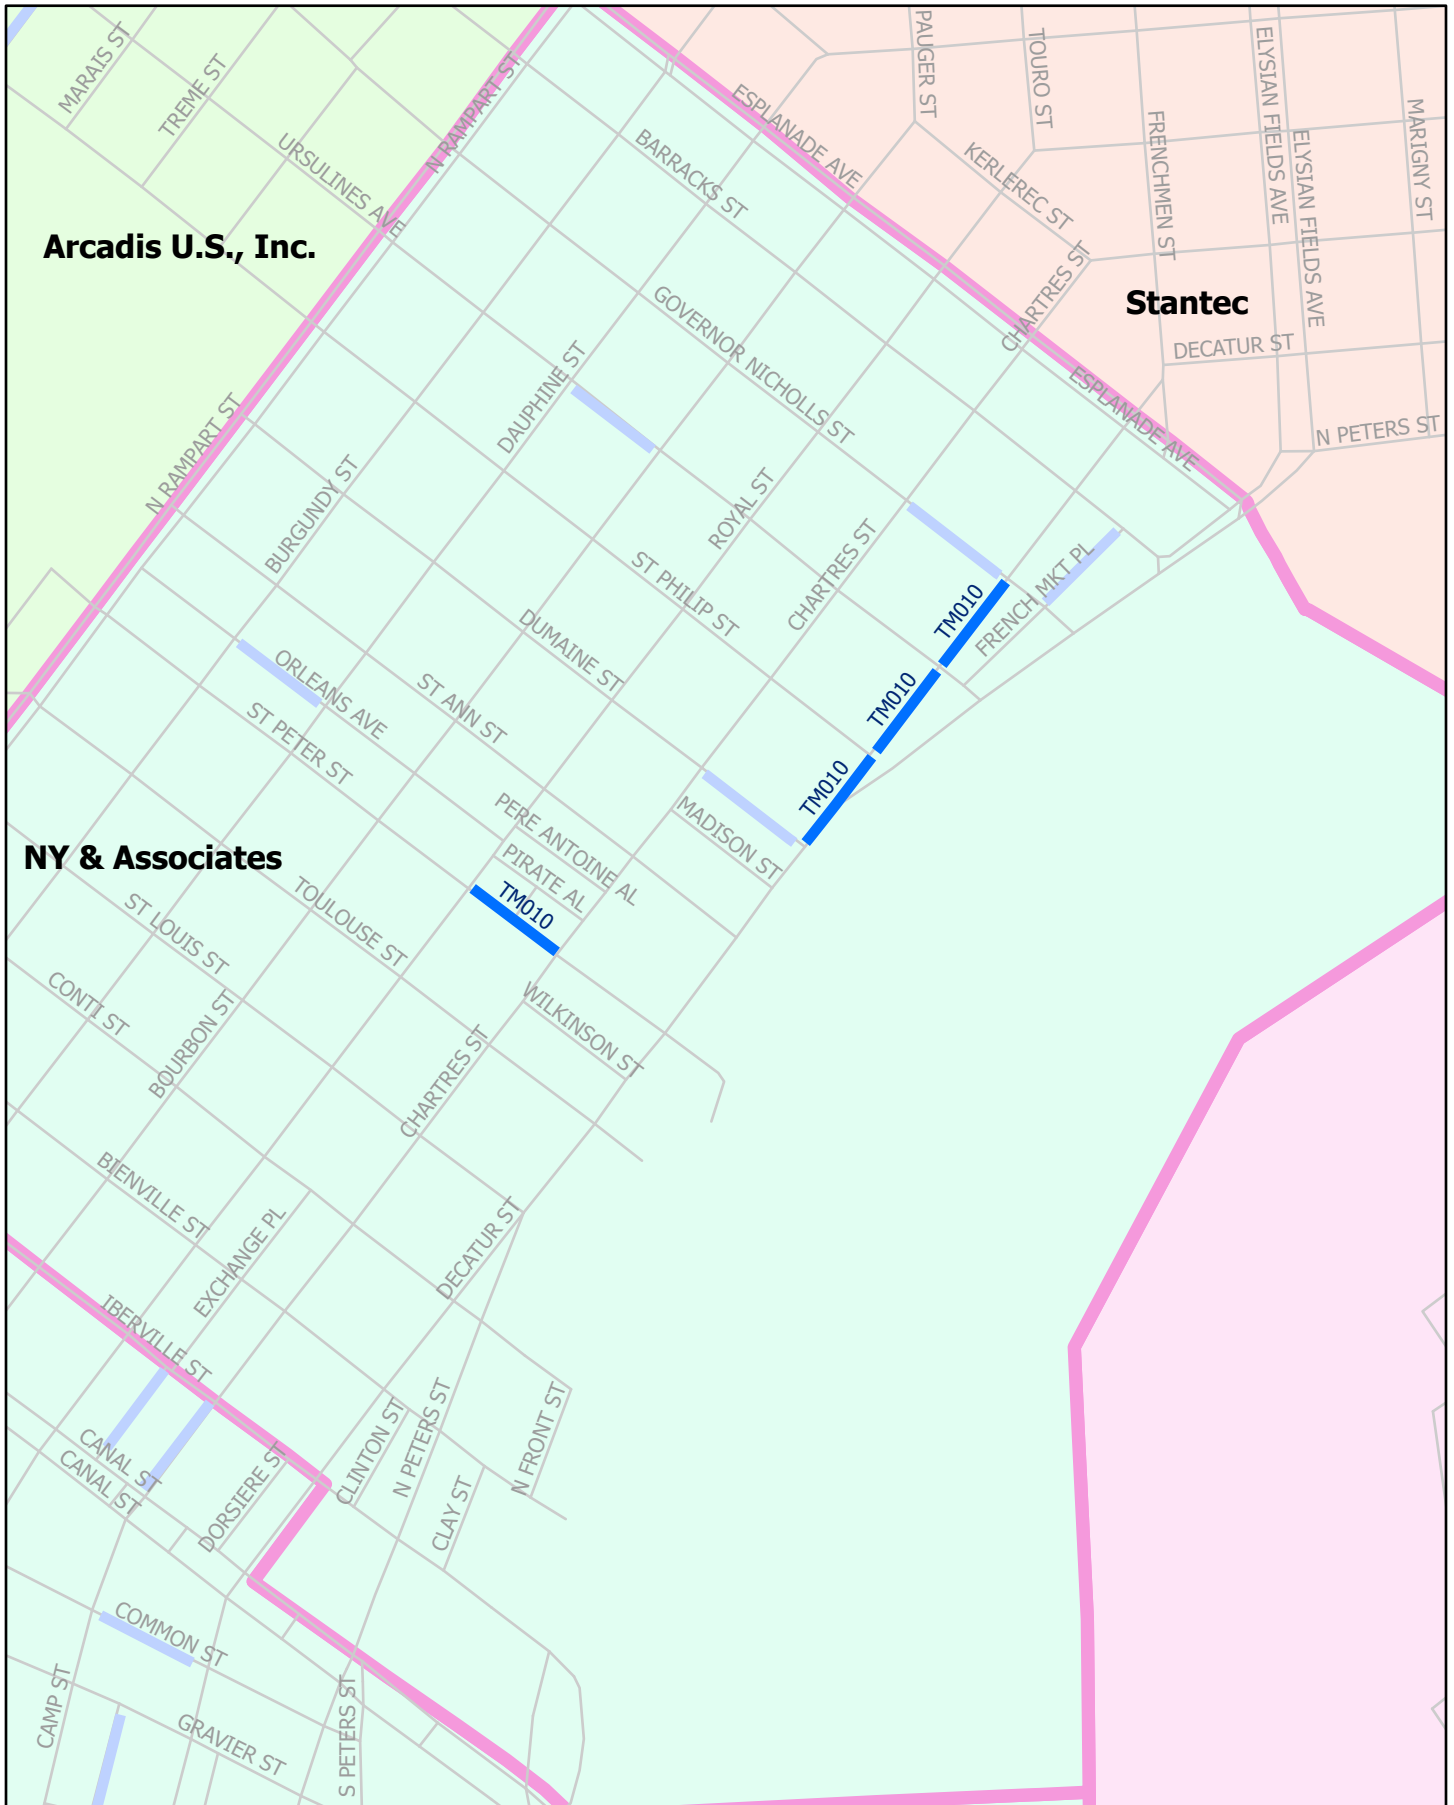 MARAIS ST
TREME ST
N RAMPART ST
URSULINES AVE
ESPLANADE AVE
BARRACKS ST
PAUGER ST
TOURO ST
FRENCHMEN ST
ELYSIAN FIELDS AVE
ELYSIAN FIELDS AVE
MARIGNY ST
KERLEREC ST
Arcadis U.S., Inc.
Stantec
CHARTRES ST
DECATUR ST
GOVERNOR NICHOLLS ST
DAUPHINE ST
ESPLANADE AVE
N PETERS ST
N RAMPART ST
BURGUNDY ST
ROYAL ST
CHARTRES ST
FRENCH MKT PL
ST PHILIP ST
TM010
DUMAINE ST
ORLEANS AVE
ST ANN ST
ST PETER ST
TM010
TM010
PERE ANTOINE AL
MADISON ST
PIRATE AL
NY & Associates
TM010
TOULOUSE ST
ST LOUIS ST
CONTI ST
BOURBON ST
WILKINSON ST
CHARTRES ST
BIENVILLE ST
EXCHANGE PL
DECATUR ST
IBERVILLE ST
CANAL ST
CANAL ST
DORSIERE ST
CLINTON ST
N PETERS ST
N FRONT ST
CLAY ST
COMMON ST
CAMP ST
GRAVIER ST
S PETERS ST